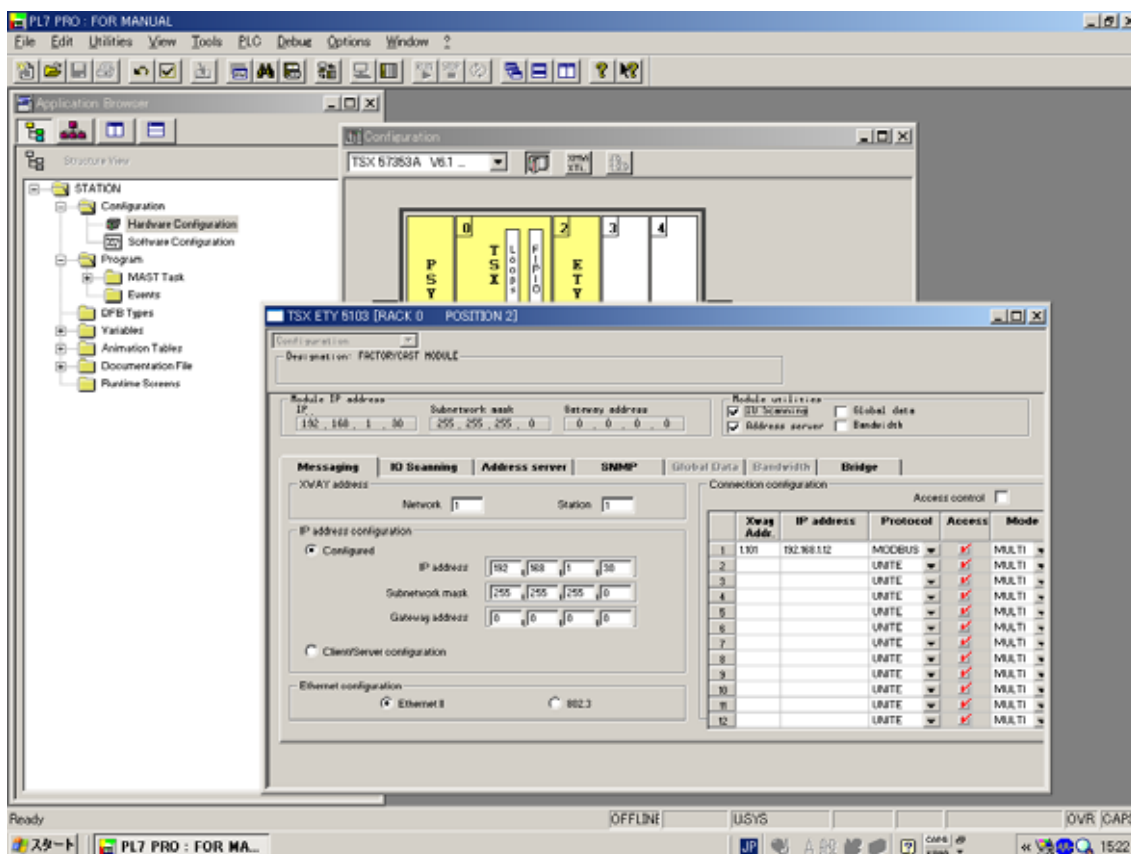 PL7 PRO : FOR MANUAL
File Edit Utilities View Tools PLC Debug Options Window ?
Application Browser
Structure View
STATION
Configuration
Hardware Configuration
Software Configuration
Program
MAST Task
Events
DFB Types
Variables
Animation Tables
Documentation File
Runtime Screens
Configuration
TSX 57353A V6.1 ...
0 2 3 4
PSY
TSX
Loops
FIPIO
ETY
TSX ETY 5103 [RACK 0 POSITION 2]
Configuration
Designation: FACTORYCAST MODULE
Module IP address
IP Subnetwork mask Gateway address
192 . 168 . 1 . 30 255 . 255 . 255 . 0 0 . 0 . 0 . 0
Module utilities
IO Scanning Global data
Address server Bandwidth
Messaging IO Scanning Address server SNMP Global Data Bandwidth Bridge
XWAY address
Network 1 Station 1
IP address configuration
Configured
IP address 192 . 168 . 1 . 30
Subnetwork mask 255 . 255 . 255 . 0
Gateway address 0 . 0 . 0 . 0
Client/Server configuration
Ethernet configuration
Ethernet II 802.3
Connection configuration
Access control
Xway Addr. IP address Protocol Access Mode
1 1.101 192.168.1.12 MODBUS MULTI
2 UNITE MULTI
3 UNITE MULTI
4 UNITE MULTI
5 UNITE MULTI
6 UNITE MULTI
7 UNITE MULTI
8 UNITE MULTI
9 UNITE MULTI
10 UNITE MULTI
11 UNITE MULTI
12 UNITE MULTI
Ready OFFLINE USYS OVR CAPS
スタート PL7 PRO : FOR MA... JP A 般 CAPS 15:22